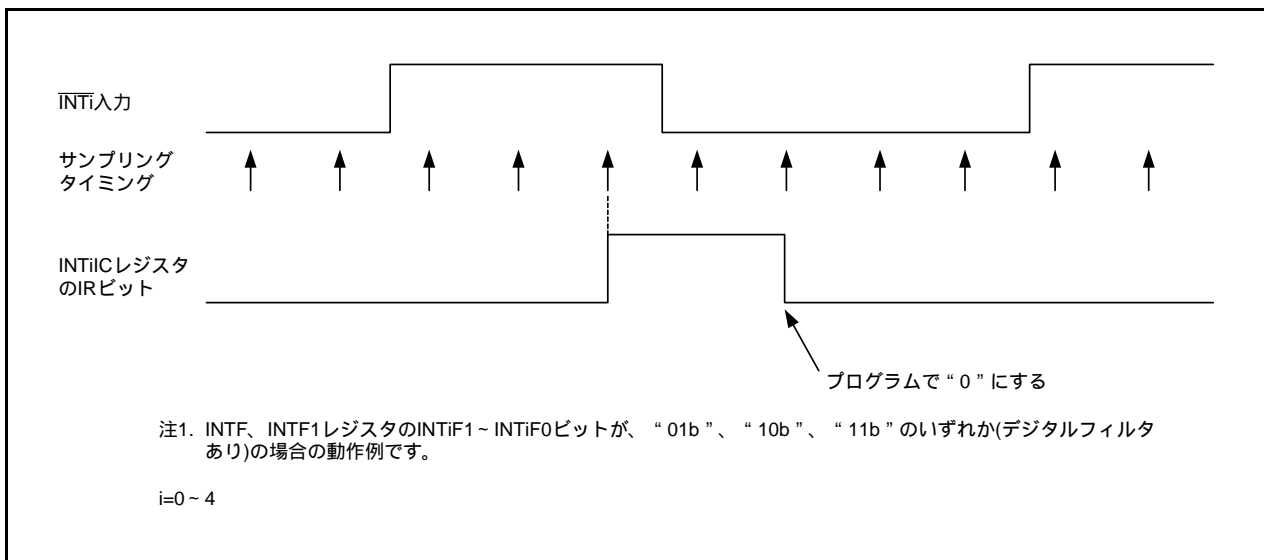 INTi入力
サンプリング
タイミング
INTiICレジスタ
のIRビット
プログラムで“0”にする
注1. INTF、INTF1レジスタのINTiF1~INTiF0ビットが、“01b”、“10b”、“11b”のいずれか(デジタルフィルタ
あり)の場合の動作例です。
i=0~4